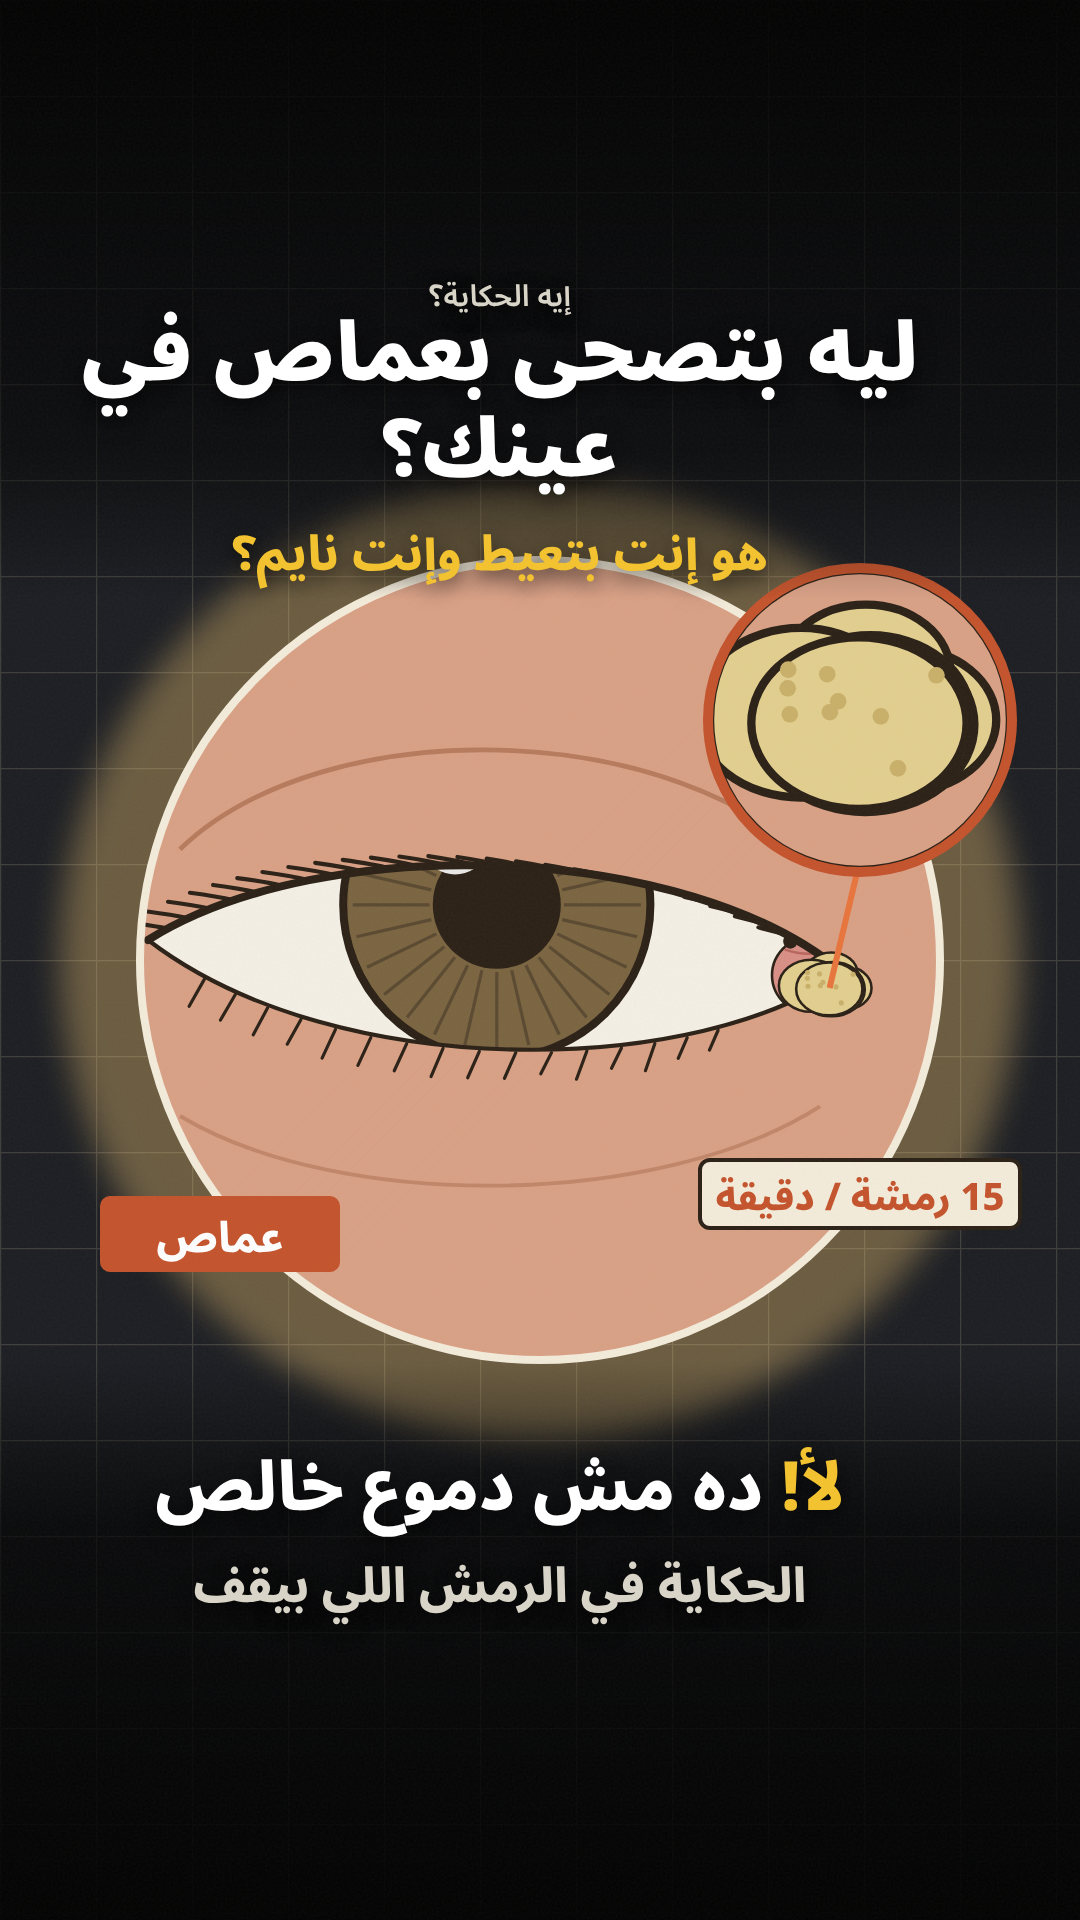 إيه الحكاية؟
ليه بتصحى بعماص في
عينك؟
هو إنت بتعيط وإنت نايم؟
15 رمشة / دقيقة
عماص
لأ! ده مش دموع خالص
الحكاية في الرمش اللي بيقف